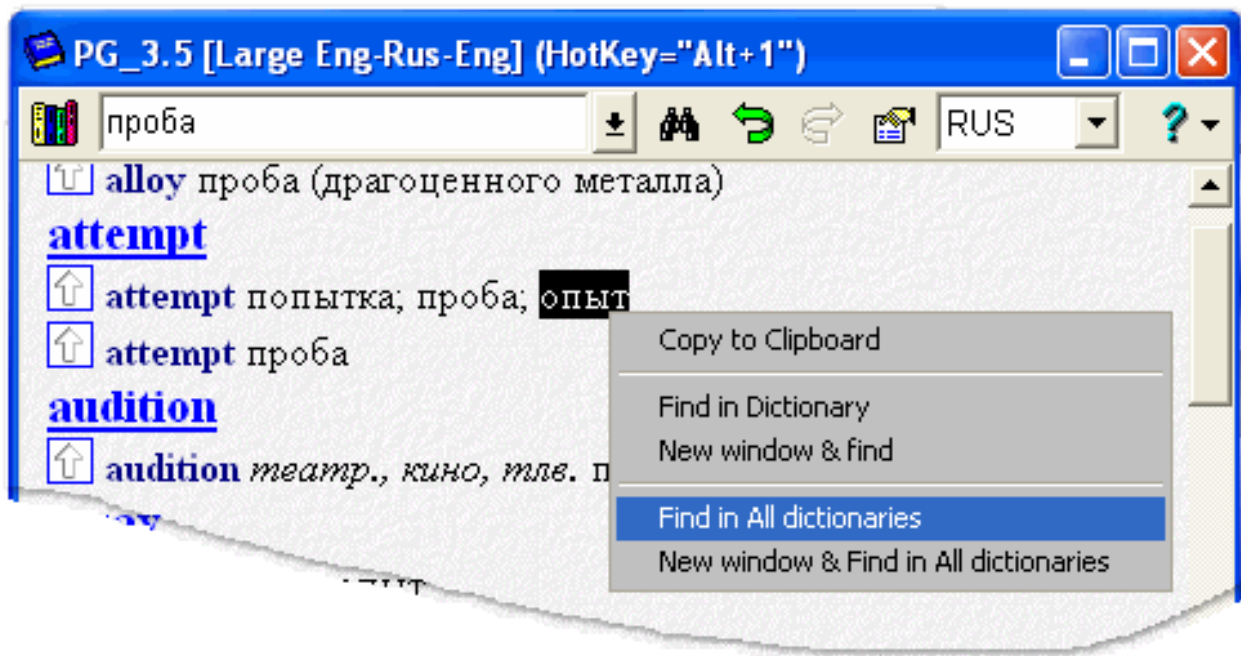 PG_3.5 [Large Eng-Rus-Eng] (HotKey="Alt+1")
проба
RUS
?
alloy проба (драгоценного металла)
attempt
attempt попытка; проба; опыт
attempt проба
audition
audition театр., кино, тлв. п
Copy to Clipboard
Find in Dictionary
New window & find
Find in All dictionaries
New window & Find in All dictionaries